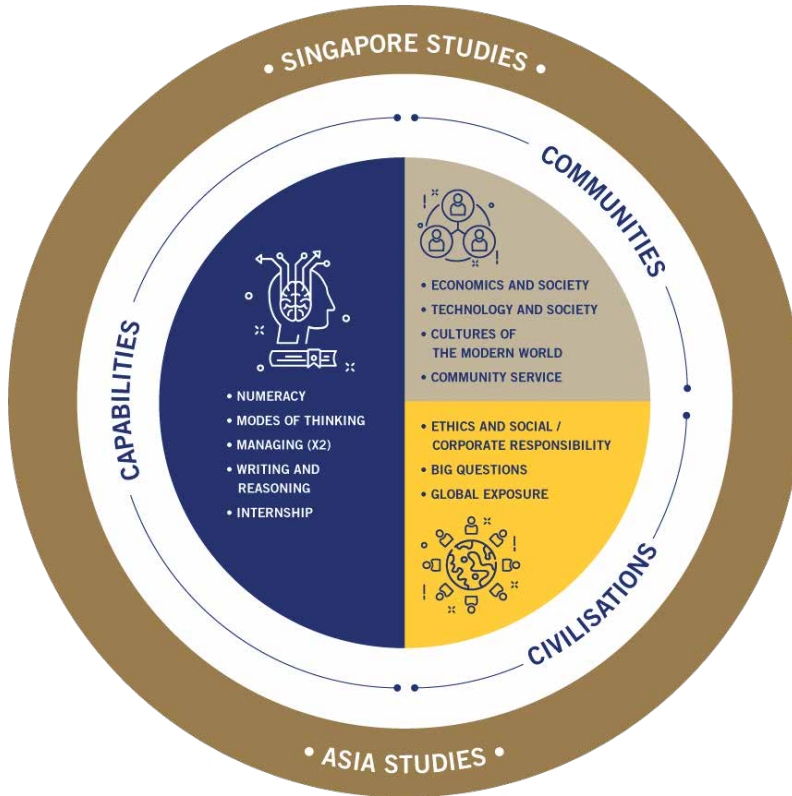 • SINGAPORE STUDIES •
COMMUNITIES
• ECONOMICS AND SOCIETY
• TECHNOLOGY AND SOCIETY
• CULTURES OF
THE MODERN WORLD
• COMMUNITY SERVICE
CAPABILITIES
• NUMERACY
• MODES OF THINKING
• MANAGING (X2)
• WRITING AND
REASONING
• INTERNSHIP
• ETHICS AND SOCIAL /
CORPORATE RESPONSIBILITY
• BIG QUESTIONS
• GLOBAL EXPOSURE
CIVILISATIONS
• ASIA STUDIES •